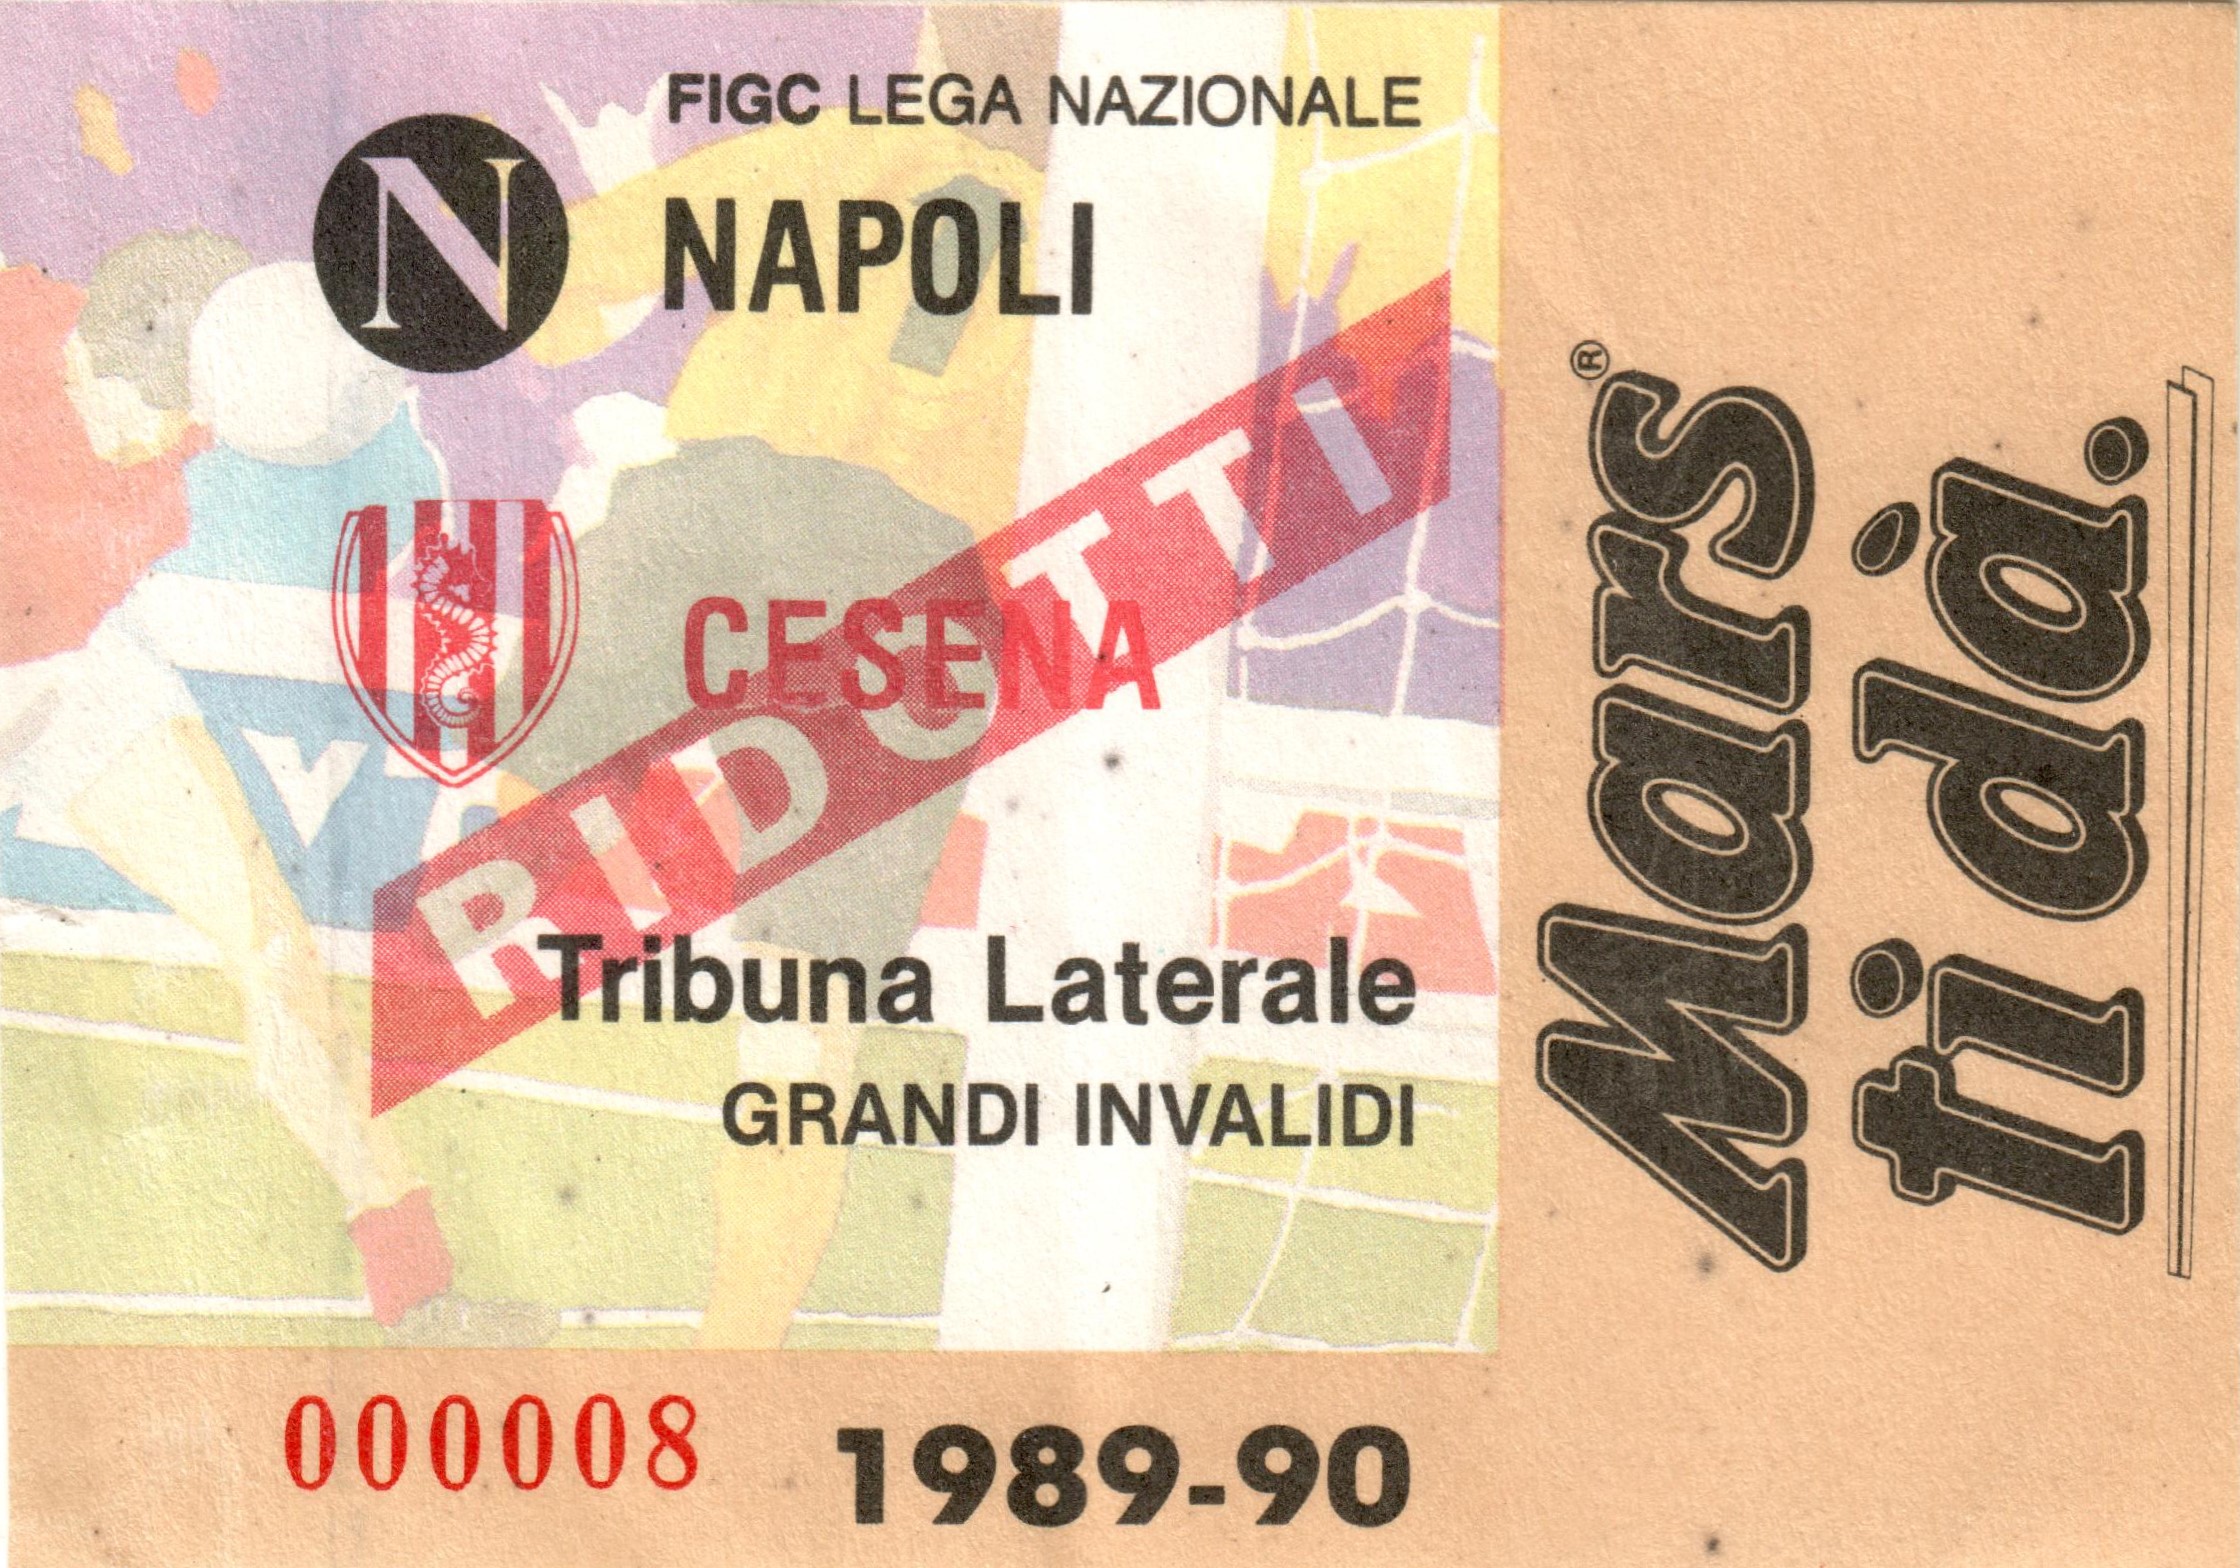 FIGC LEGA NAZIONALE
N
NAPOLI
CESENA
RIDOTTI
Tribuna Laterale
GRANDI INVALIDI
000008
1989-90
Mars®
ti dà.